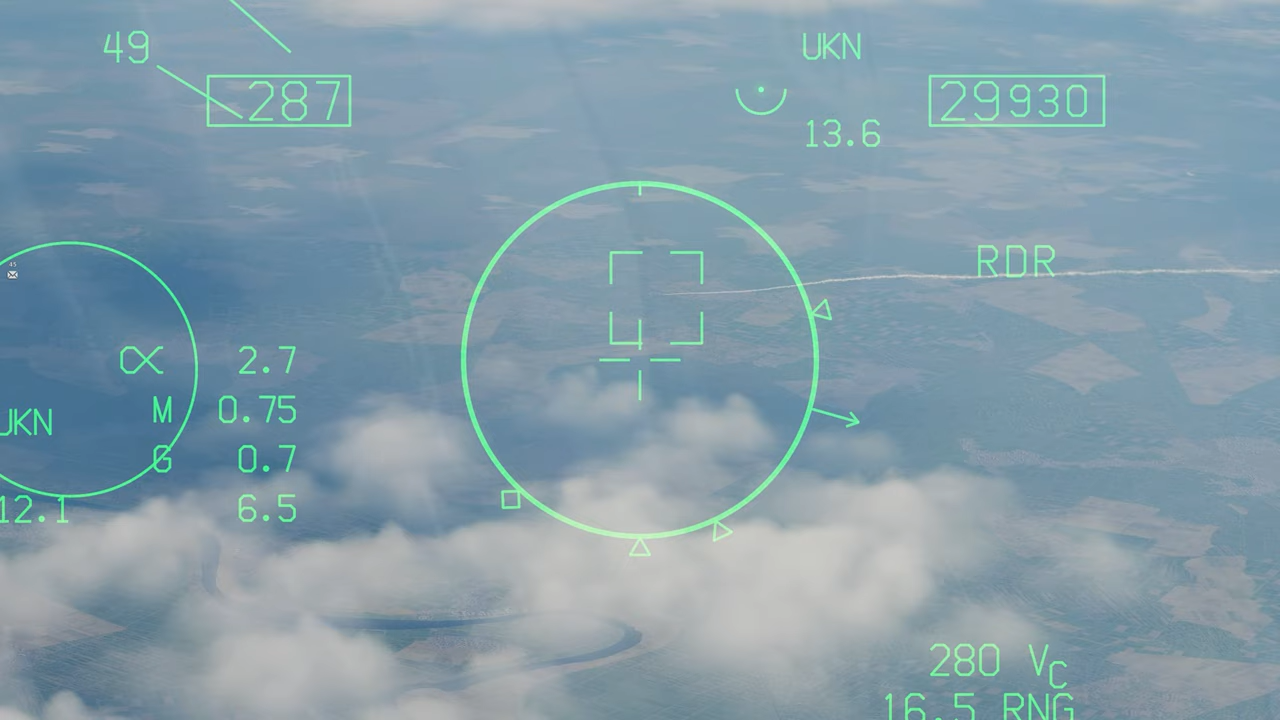 49
287
UKN
29930
13.6
45
RDR
α 2.7
M 0.75
UKN
G 0.7
12.1
6.5
280 VC
16.5 RNG